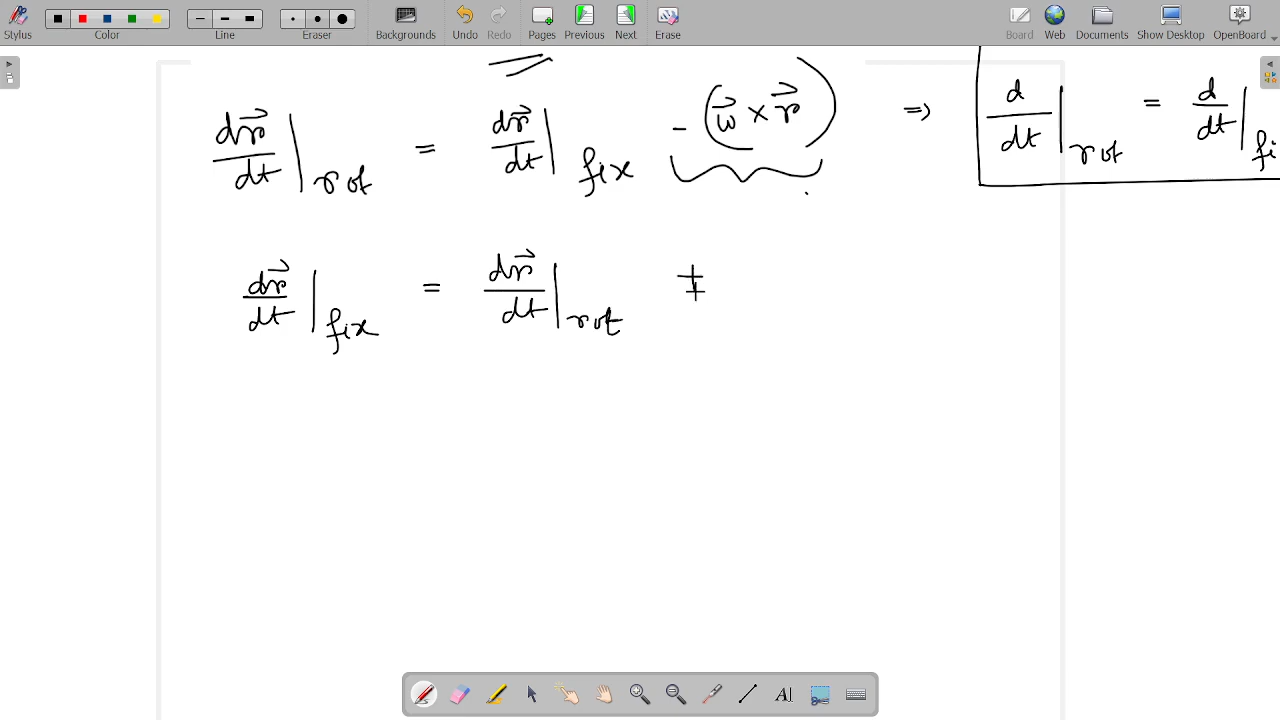 Stylus Color Line Eraser Backgrounds Undo Redo Pages Previous Next Erase Board Web Documents Show Desktop OpenBoard
dr⃗/dt|rot = dr⃗/dt|fix - (ω⃗ × r⃗) ⇒ d/dt|rot = d/dt|fi
dr⃗/dt|fix = dr⃗/dt|rot +
AI